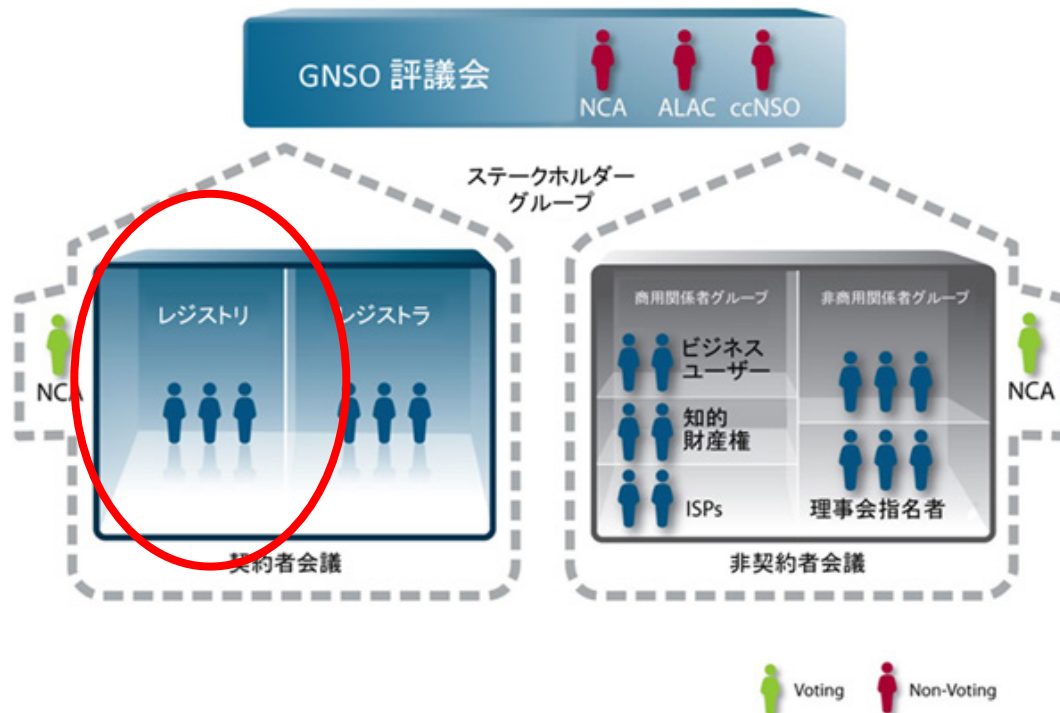 GNSO 評議会
NCA ALAC ccNSO
ステークホルダー
グループ
レジストリ
レジストラ
NCA
契約者会議
商用関係者グループ
非商用関係者グループ
ビジネス
ユーザー
知的
財産権
ISPs
理事会指名者
NCA
非契約者会議
Voting
Non-Voting